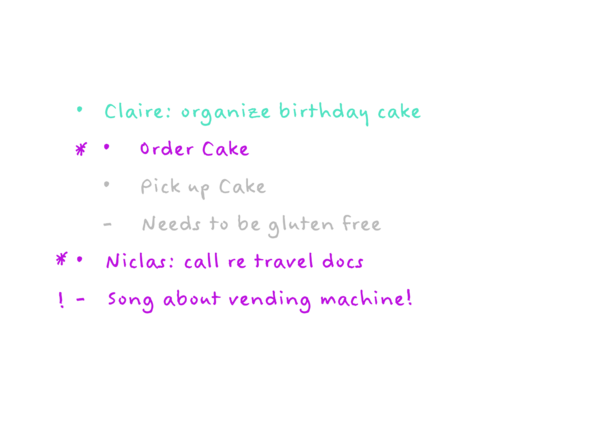 • Claire: organize birthday cake
* • Order Cake
• Pick up Cake
- Needs to be gluten free
* • Niclas: call re travel docs
! - Song about vending machine!